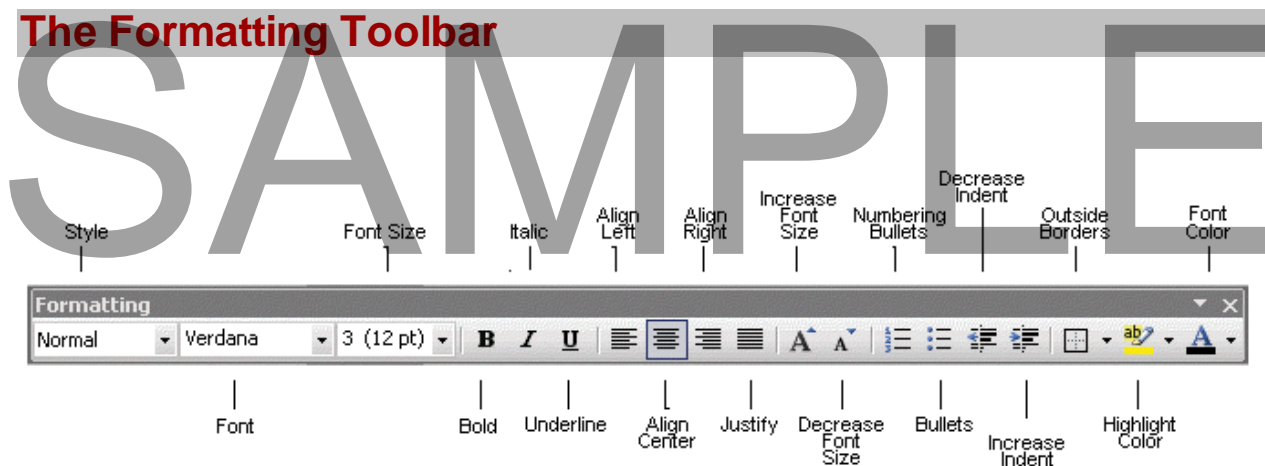 The Formatting Toolbar
SAMPLE
Decrease
Indent
Increase
Font
Size
Style
Font Size
Italic
Align
Left
Align
Right
Numbering
Bullets
Outside
Borders
Font
Color
Formatting
Normal Verdana 3 (12 pt) B I U A A ab A
Font
Bold
Underline
Align
Center
Justify
Decrease
Font
Size
Bullets
Increase
Indent
Highlight
Color